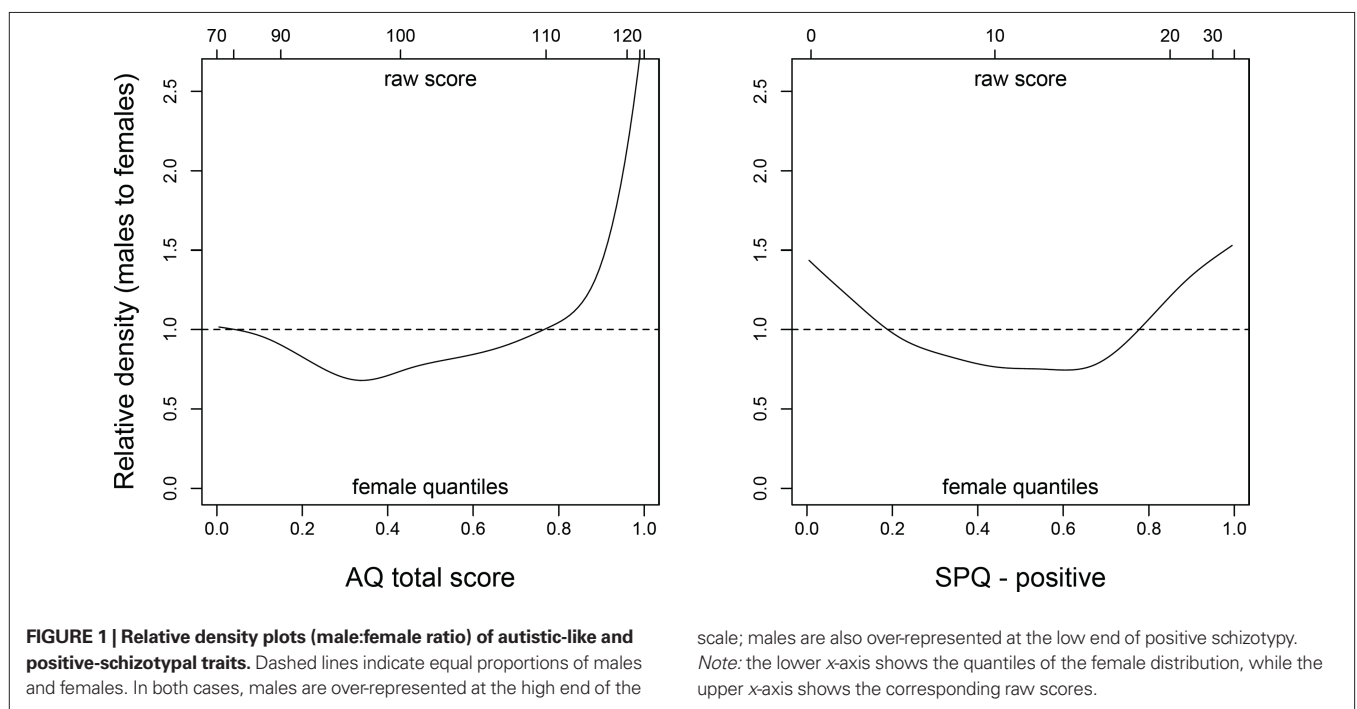 70 90 100 110 120
raw score
Relative density (males to females)
2.5
2.0
1.5
1.0
0.5
0.0
female quantiles
0.0 0.2 0.4 0.6 0.8 1.0
AQ total score
0 10 20 30
raw score
2.5
2.0
1.5
1.0
0.5
0.0
female quantiles
0.0 0.2 0.4 0.6 0.8 1.0
SPQ - positive
FIGURE 1 | Relative density plots (male:female ratio) of autistic-like and
positive-schizotypal traits. Dashed lines indicate equal proportions of males
and females. In both cases, males are over-represented at the high end of the
scale; males are also over-represented at the low end of positive schizotypy.
Note: the lower x-axis shows the quantiles of the female distribution, while the
upper x-axis shows the corresponding raw scores.